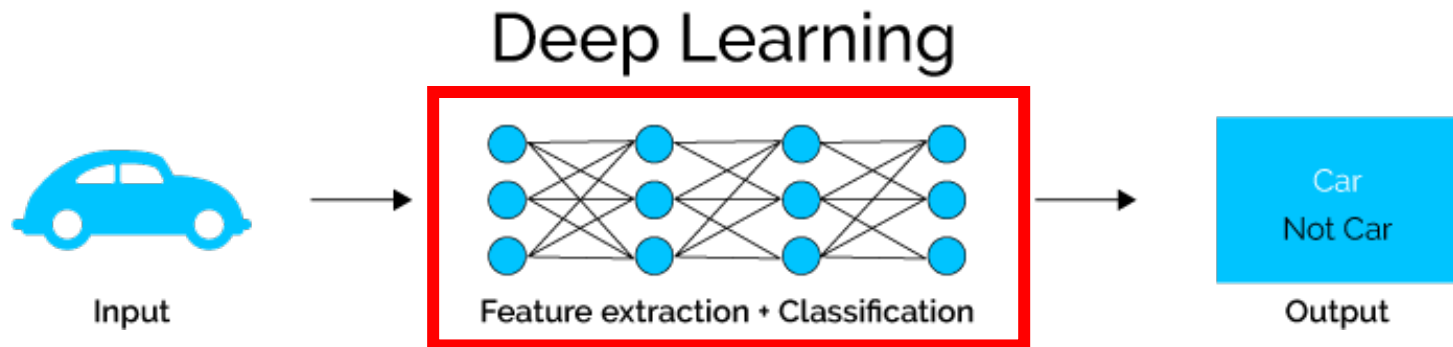 Deep Learning
Car
Not Car
Input
Feature extraction + Classification
Output